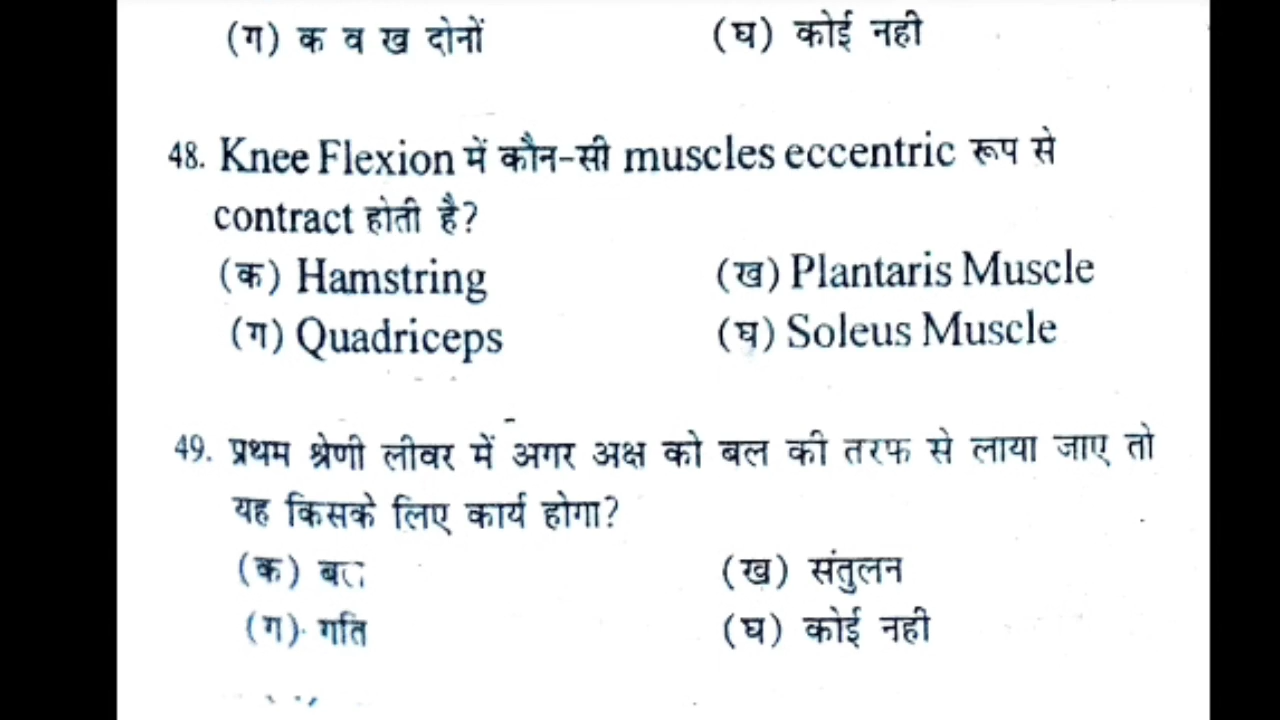 (ग) क व ख दोनों (घ) कोई नही
48. Knee Flexion में कौन-सी muscles eccentric रूप से
contract होती है?
(क) Hamstring (ख) Plantaris Muscle
(ग) Quadriceps (घ) Soleus Muscle
49. प्रथम श्रेणी लीवर में अगर अक्ष को बल की तरफ से लाया जाए तो
यह किसके लिए कार्य होगा?
(क) (ख) संतुलन
(ग) गति (घ) कोई नही